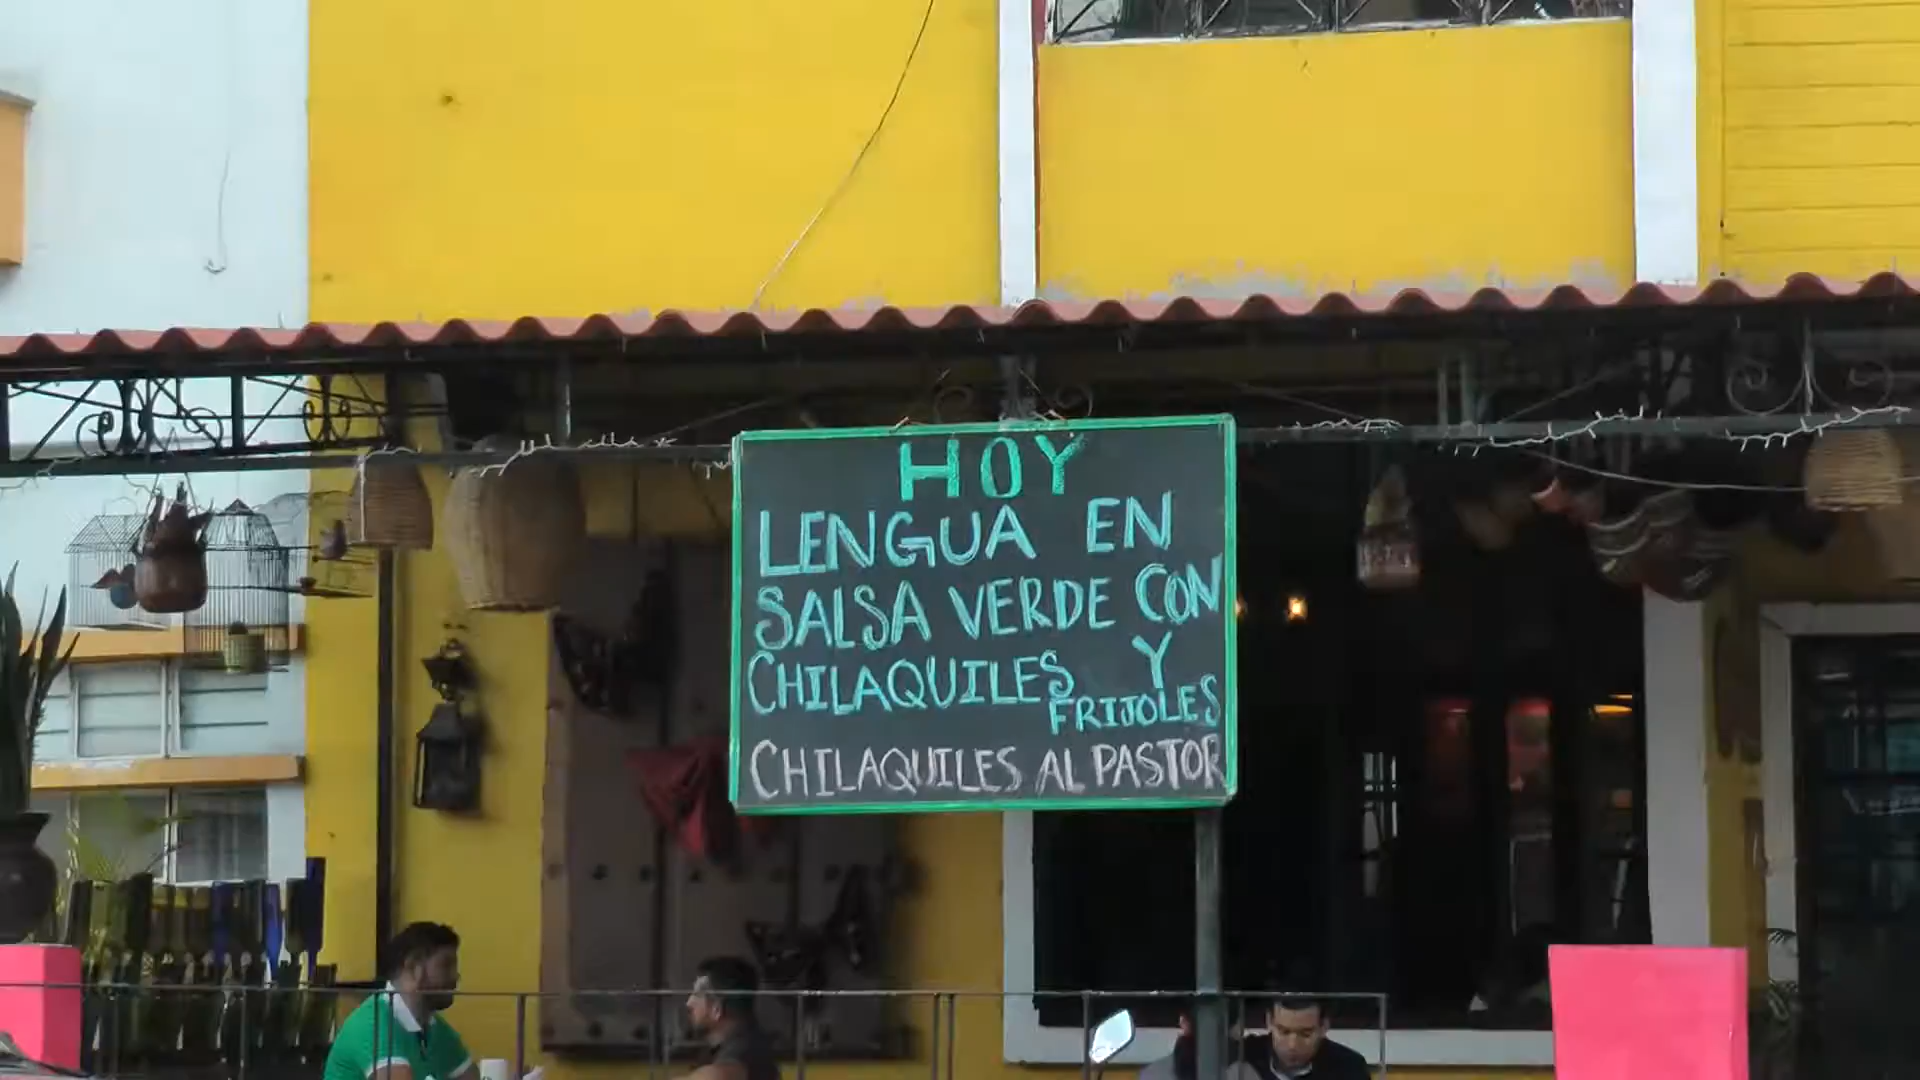 HOY
LENGUA EN
SALSA VERDE CON
CHILAQUILES Y
FRIJOLES
CHILAQUILES AL PASTOR